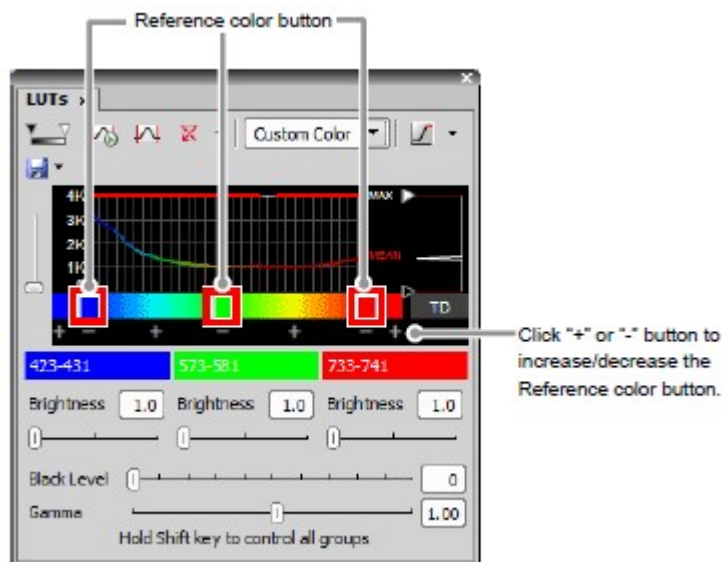 Reference color button
LUTs x
Custom Color
4K
MAX
3K
2K
MEAN
1K
TD
+ - + - + - +
Click "+" or "-" button to
increase/decrease the
Reference color button.
423-431 573-581 733-741
Brightness 1.0 Brightness 1.0 Brightness 1.0
Black Level 0
Gamma 1.00
Hold Shift key to control all groups